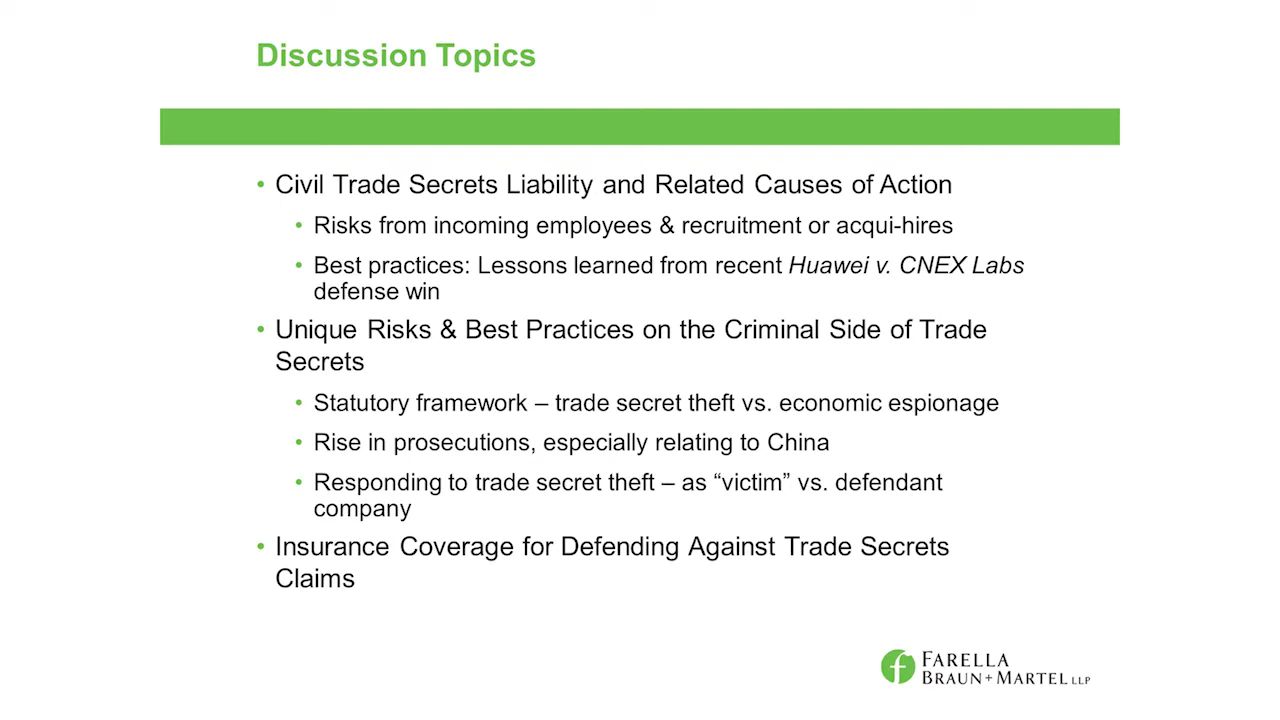 Discussion Topics
• Civil Trade Secrets Liability and Related Causes of Action
• Risks from incoming employees & recruitment or acqui-hires
• Best practices: Lessons learned from recent Huawei v. CNEX Labs
defense win
• Unique Risks & Best Practices on the Criminal Side of Trade
Secrets
• Statutory framework – trade secret theft vs. economic espionage
• Rise in prosecutions, especially relating to China
• Responding to trade secret theft – as “victim” vs. defendant
company
• Insurance Coverage for Defending Against Trade Secrets
Claims
f FARELLA
BRAUN+MARTEL LLP